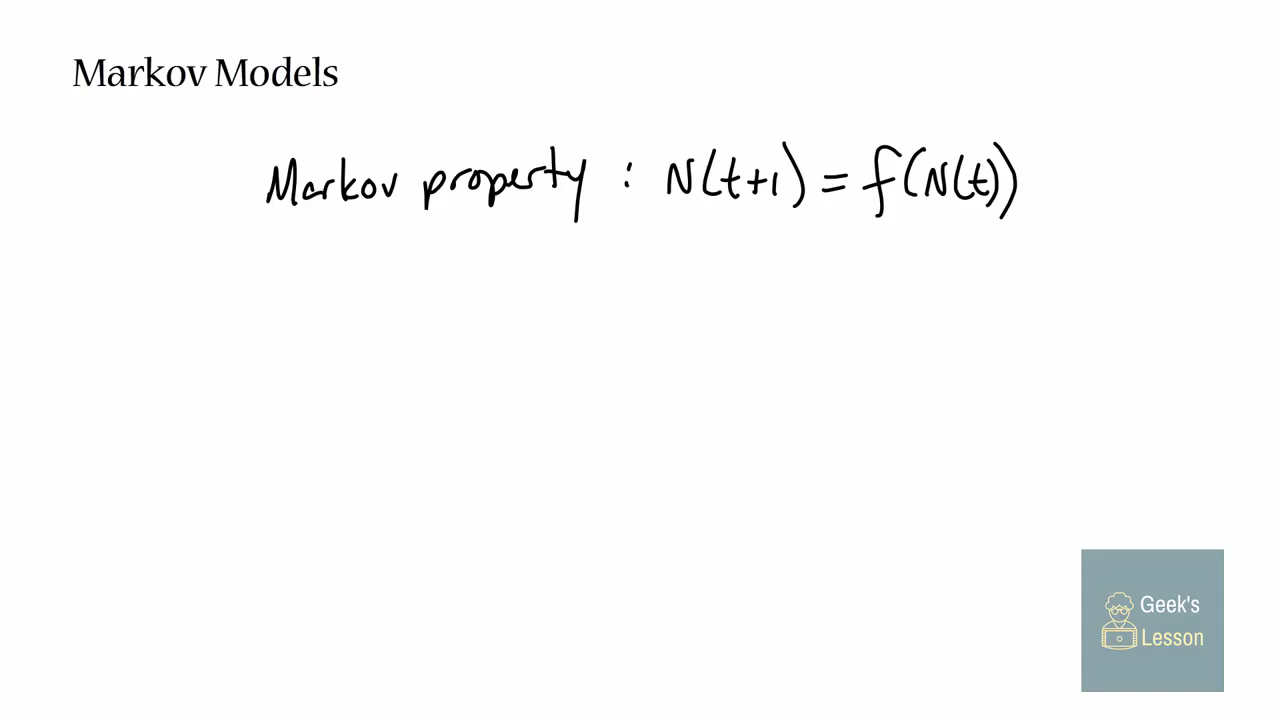 Markov Models
Markov property : N(t+1) = f(N(t))
Geek's
Lesson